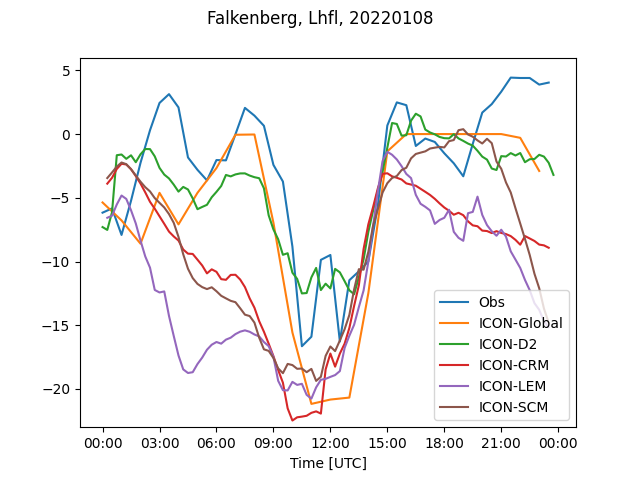 Falkenberg, Lhfl, 20220108
5
0
−5
−10
−15
−20
00:00 03:00 06:00 09:00 12:00 15:00 18:00 21:00 00:00
Time [UTC]
Obs
ICON-Global
ICON-D2
ICON-CRM
ICON-LEM
ICON-SCM